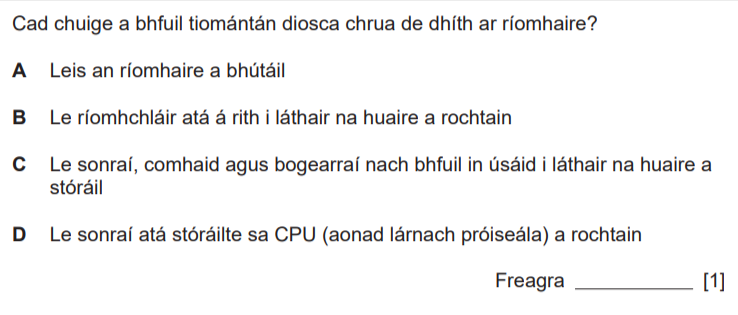 Cad chuige a bhfuil tiomántán diosca chrua de dhíth ar ríomhaire?
A Leis an ríomhaire a bhútáil
B Le ríomhchláir atá á rith i láthair na huaire a rochtain
C Le sonraí, comhaid agus bogearraí nach bhfuil in úsáid i láthair na huaire a
stóráil
D Le sonraí atá stóráilte sa CPU (aonad lárnach próiseála) a rochtain
Freagra ____________ [1]